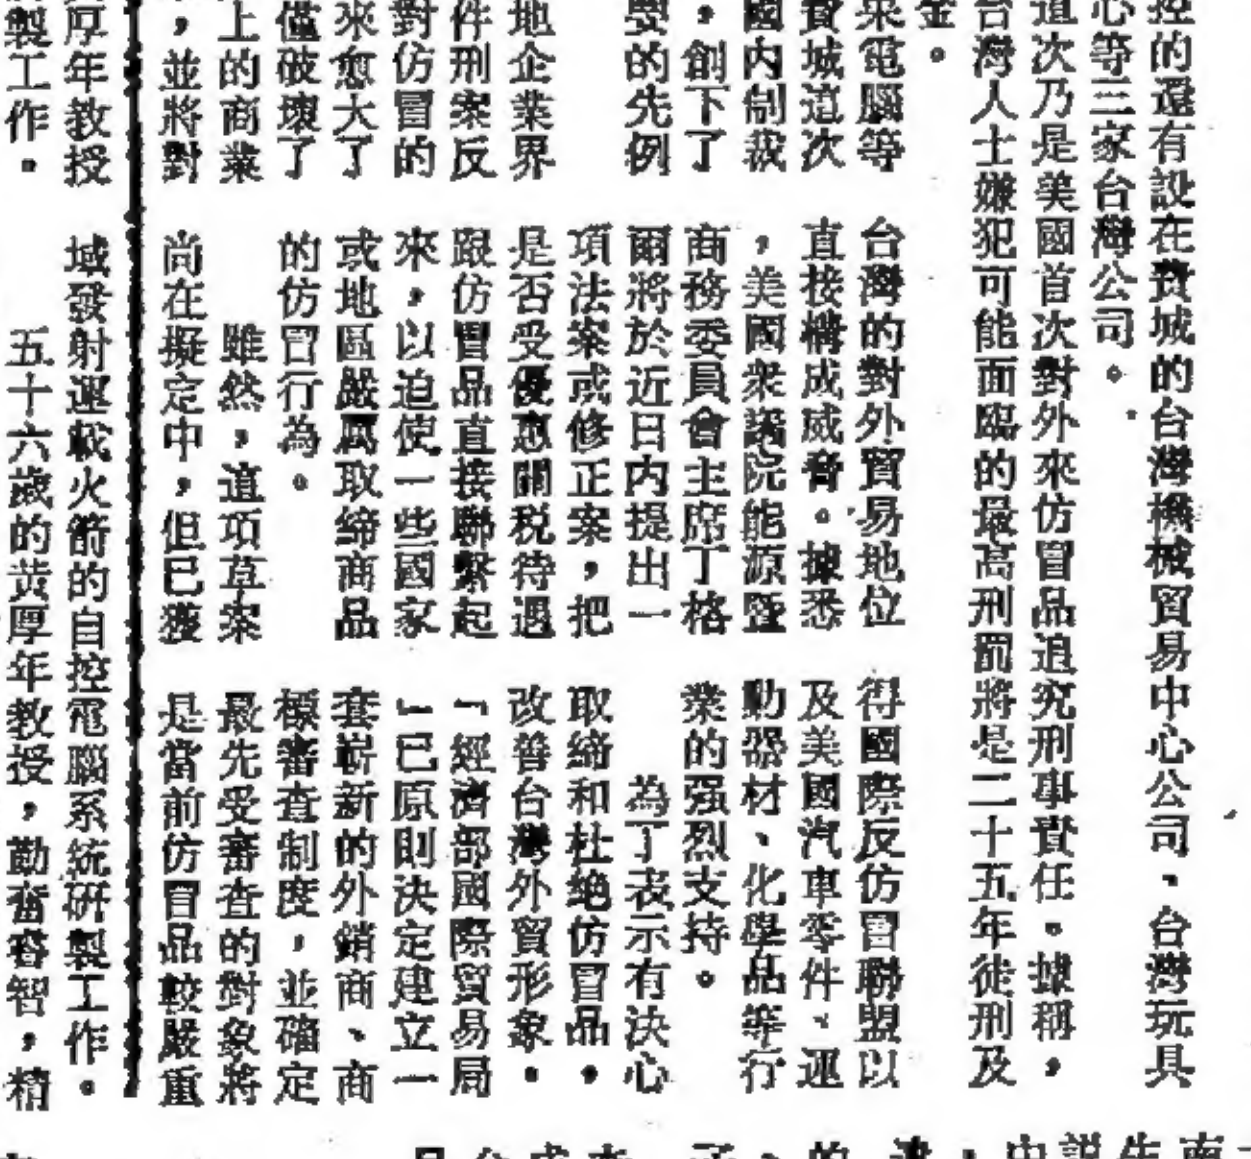 控的還有設在費城的台灣機械貿易中心公司、台灣玩具
心等三家台灣公司。
這次乃是美國首次對外來仿冒品追究刑事責任。據稱，
台灣人士嫌犯可能面臨的最高刑罰將是二十五年徒刑及
金。
果電腦等
費城這次
國內制裁
，創下了
嬰的先例
地企業界
件刑案反
對仿冒的
來愈大了
僅破壞了
上的商業
，並將對
台灣的對外貿易地位
直接構成威脅。據悉
，美國衆議院能源暨
商務委員會主席丁格
爾將於近日內提出一
項法案或修正案，把
是否受優惠關稅待遇
跟仿冒品直接聯繫起
來，以迫使一些國家
或地區嚴厲取締商品
的仿冒行為。
雖然，這項草案
尚在擬定中，但已獲
得國際反仿冒聯盟以
及美國汽車零件、運
動器材、化學品等行
業的强烈支持。
為了表示有決心
取締和杜絕仿冒品，
改善台灣外貿形象，
「經濟部國際貿易局
」已原則決定建立一
套嶄新的外銷商、商
標審查制度，並確定
最先受審查的對象將
是當前仿冒品較嚴重
厚年教授
製工作。
域發射運載火箭的自控電腦系統研製工作。
五十六歲的黄厚年教授，勤奮睿智，精